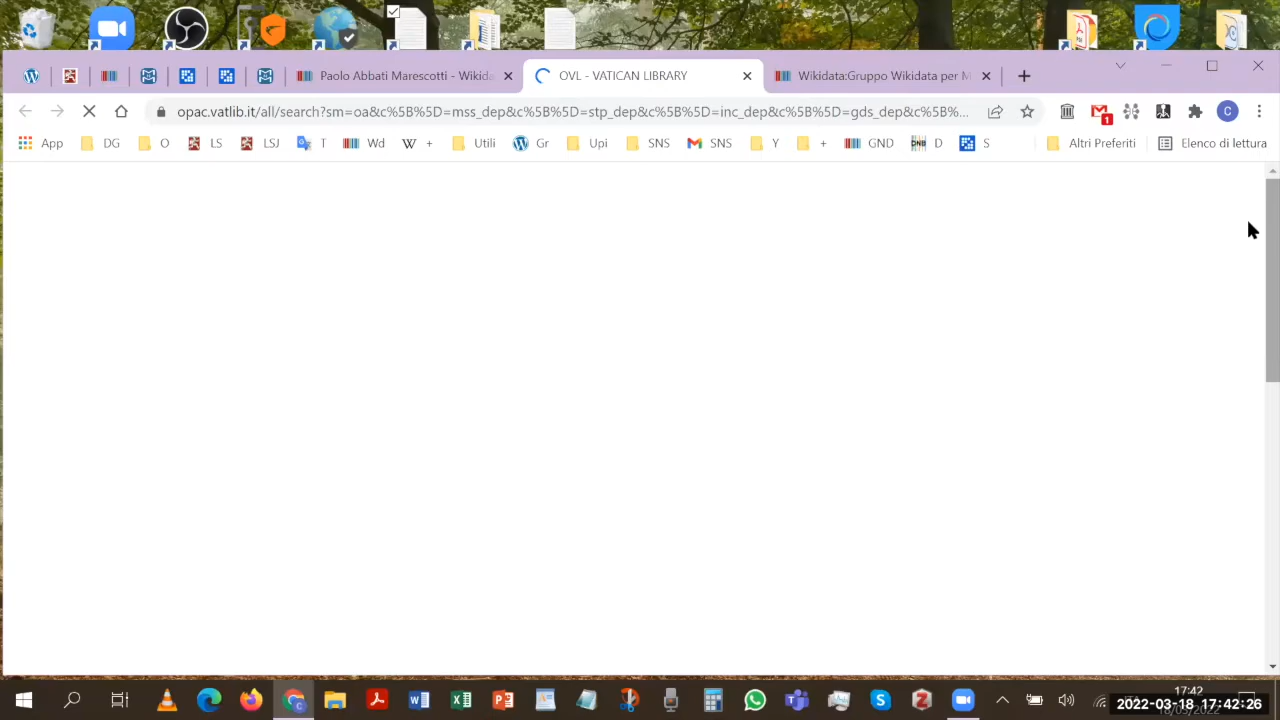 Paolo Abbati Marescotti - Wikida
OVL - VATICAN LIBRARY
Wikidata:Gruppo Wikidata per M
opac.vatlib.it/all/search?sm=oa&c%5B%5D=mss_dep&c%5B%5D=stp_dep&c%5B%5D=inc_dep&c%5B%5D=gds_dep&c%5B%...
1
C
App DG O LS LSJ T Wd + Utili Gr Upi SNS SNS Y + GND D S Altri Preferiti Elenco di lettura
17:42
2022-03-18 17:42:26